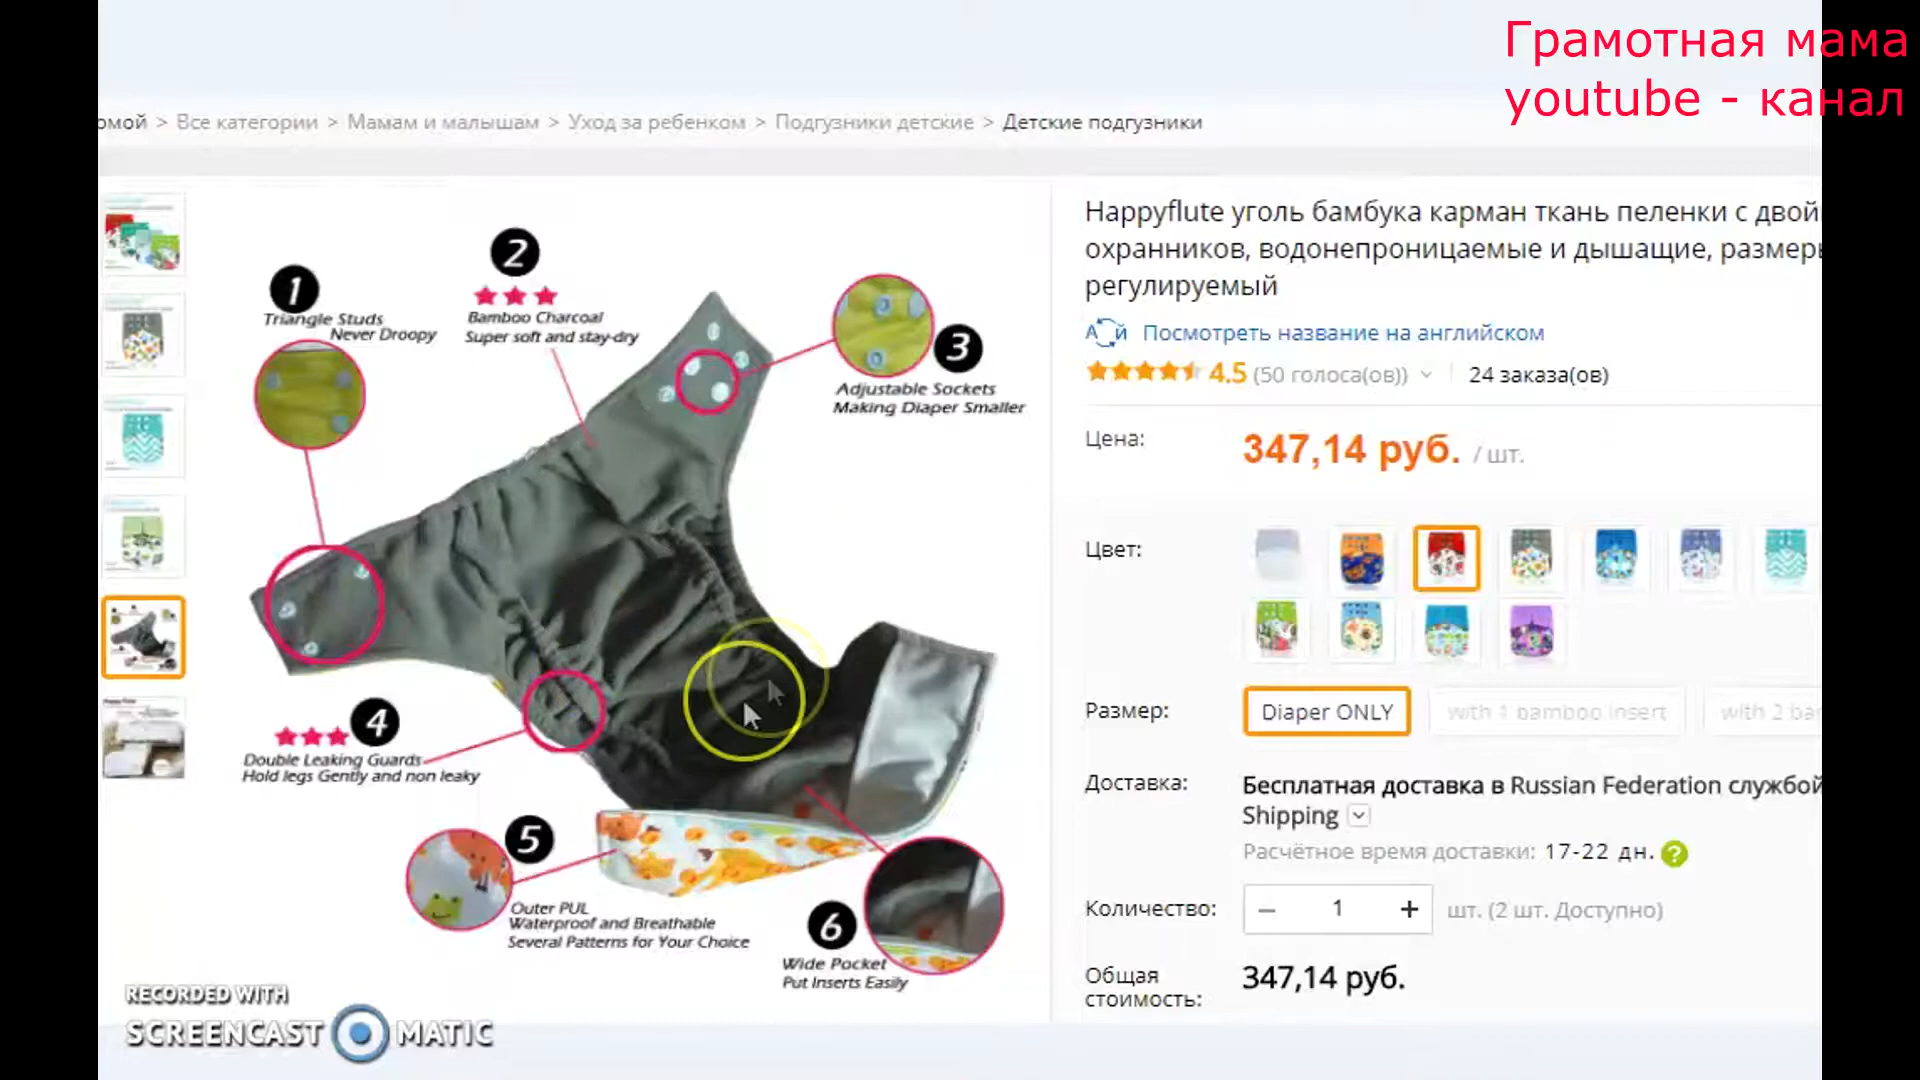 Грамотная мама
youtube - канал
омой > Все категории > Мамам и малышам > Уход за ребенком > Подгузники детские > Детские подгузники
Happyflute уголь бамбука карман ткань пеленки с двой
охранников, водонепроницаемые и дышащие, размеры
регулируемый
Посмотреть название на английском
4.5 (50 голоса(ов)) 24 заказа(ов)
Цена: 347,14 руб. / шт.
Цвет:
Размер: Diaper ONLY with 1 bamboo insert with 2 bam
Доставка: Бесплатная доставка в Russian Federation службой
Shipping
Расчётное время доставки: 17-22 дн. ?
Количество: − 1 + шт. (2 шт. Доступно)
Общая
стоимость: 347,14 руб.
1
Triangle Studs
Never Droopy
2
Bamboo Charcoal
Super soft and stay-dry
3
Adjustable Sockets
Making Diaper Smaller
4
Double Leaking Guards
Hold legs Gently and non leaky
5
Outer PUL
Waterproof and Breathable
Several Patterns for Your Choice
6
Wide Pocket
Put Inserts Easily
RECORDED WITH
SCREENCAST MATIC